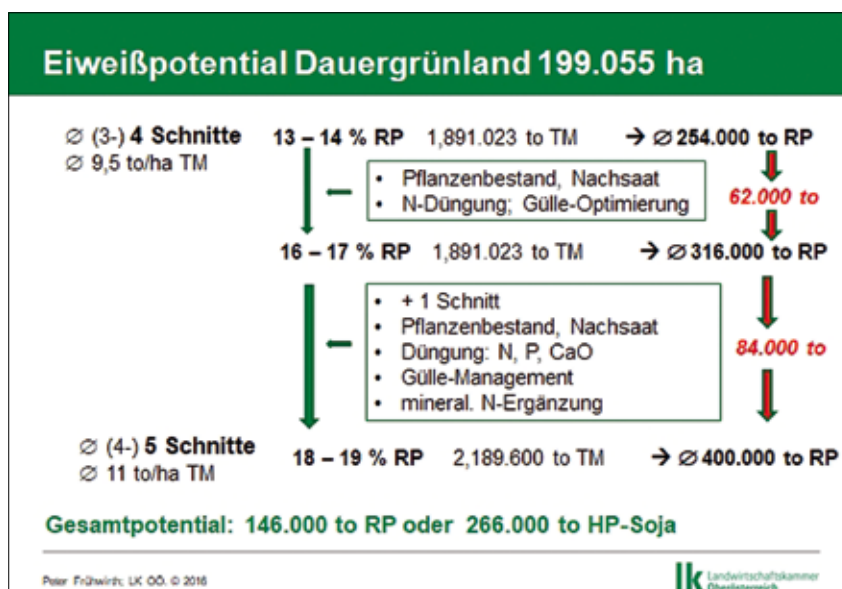 Eiweißpotential Dauergrünland 199.055 ha
∅ (3-) 4 Schnitte 13 – 14 % RP 1,891.023 to TM → ∅ 254.000 to RP
∅ 9,5 to/ha TM
• Pflanzenbestand, Nachsaat
• N-Düngung; Gülle-Optimierung
62.000 to
16 – 17 % RP 1,891.023 to TM → ∅ 316.000 to RP
• + 1 Schnitt
• Pflanzenbestand, Nachsaat
• Düngung: N, P, CaO
• Gülle-Management
• mineral. N-Ergänzung
84.000 to
∅ (4-) 5 Schnitte
∅ 11 to/ha TM
18 – 19 % RP 2,189.600 to TM → ∅ 400.000 to RP
Gesamtpotential: 146.000 to RP oder 266.000 to HP-Soja
Peter Frühwirth; LK OÖ. © 2016
lk Landwirtschaftskammer
Oberösterreich